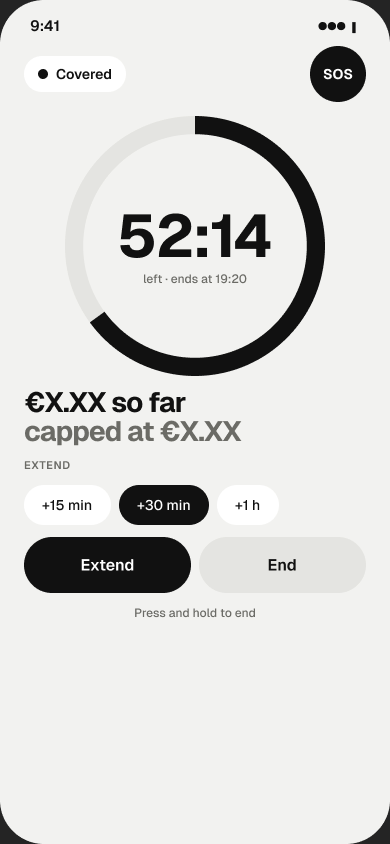 9:41
Covered
SOS
52:14
left · ends at 19:20
€X.XX so far
capped at €X.XX
EXTEND
+15 min
+30 min
+1 h
Extend
End
Press and hold to end